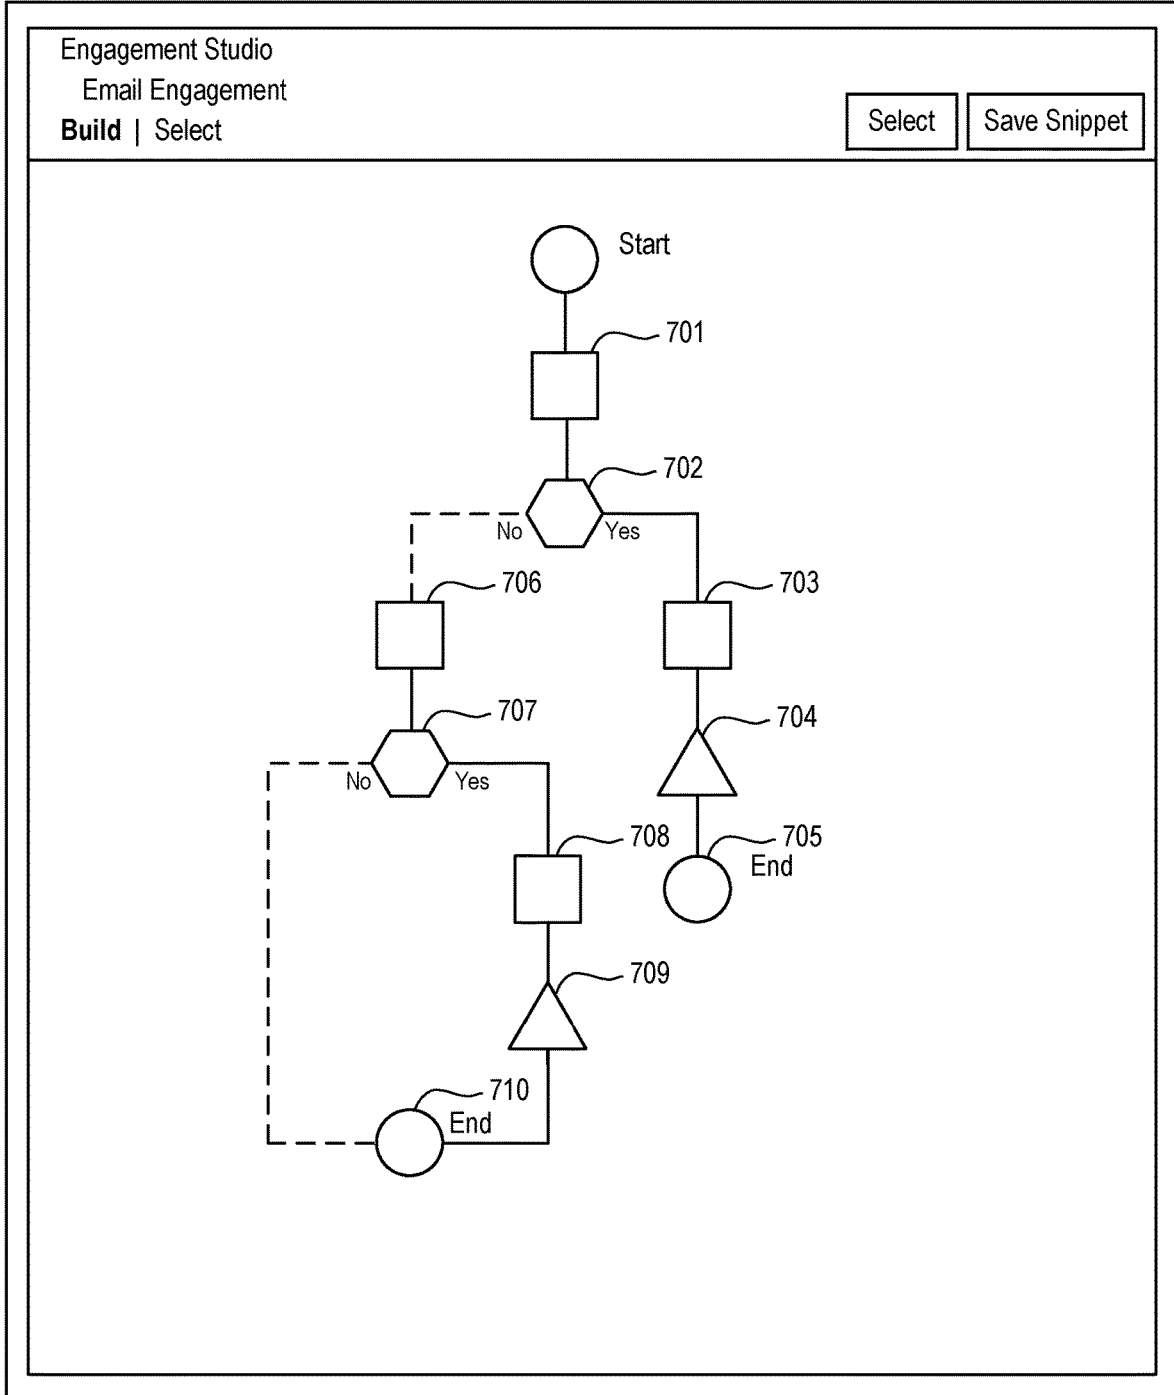 Engagement Studio
Email Engagement
Build | Select
Select
Save Snippet
Start
701
702
No
Yes
706
703
707
704
No
Yes
708
705
End
709
710
End